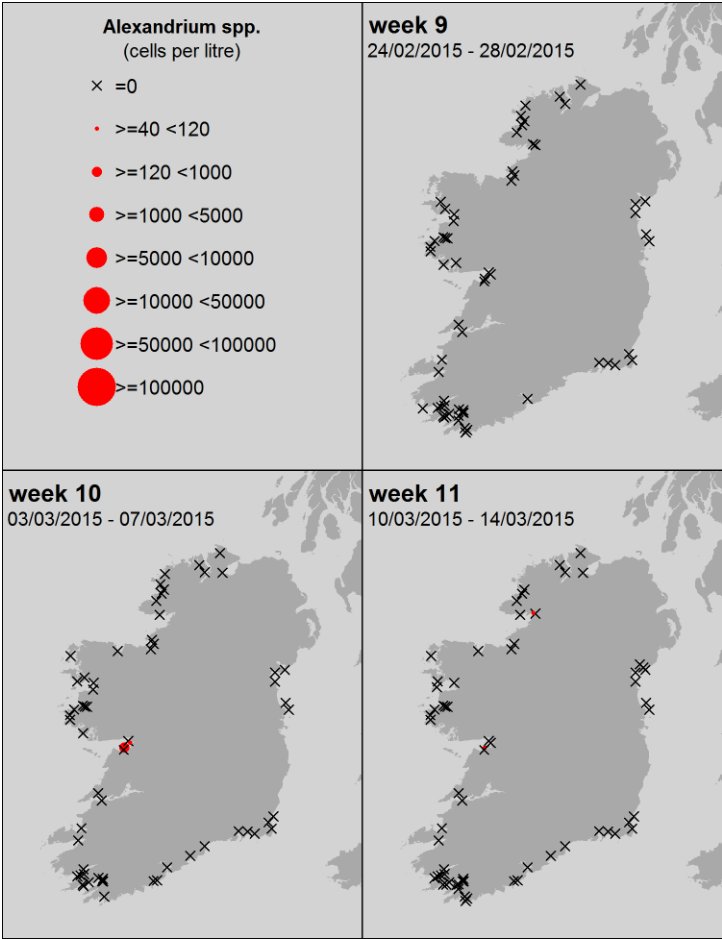 Alexandrium spp.
(cells per litre)
=0
>=40 <120
>=120 <1000
>=1000 <5000
>=5000 <10000
>=10000 <50000
>=50000 <100000
>=100000
week 9
24/02/2015 - 28/02/2015
week 10
03/03/2015 - 07/03/2015
week 11
10/03/2015 - 14/03/2015